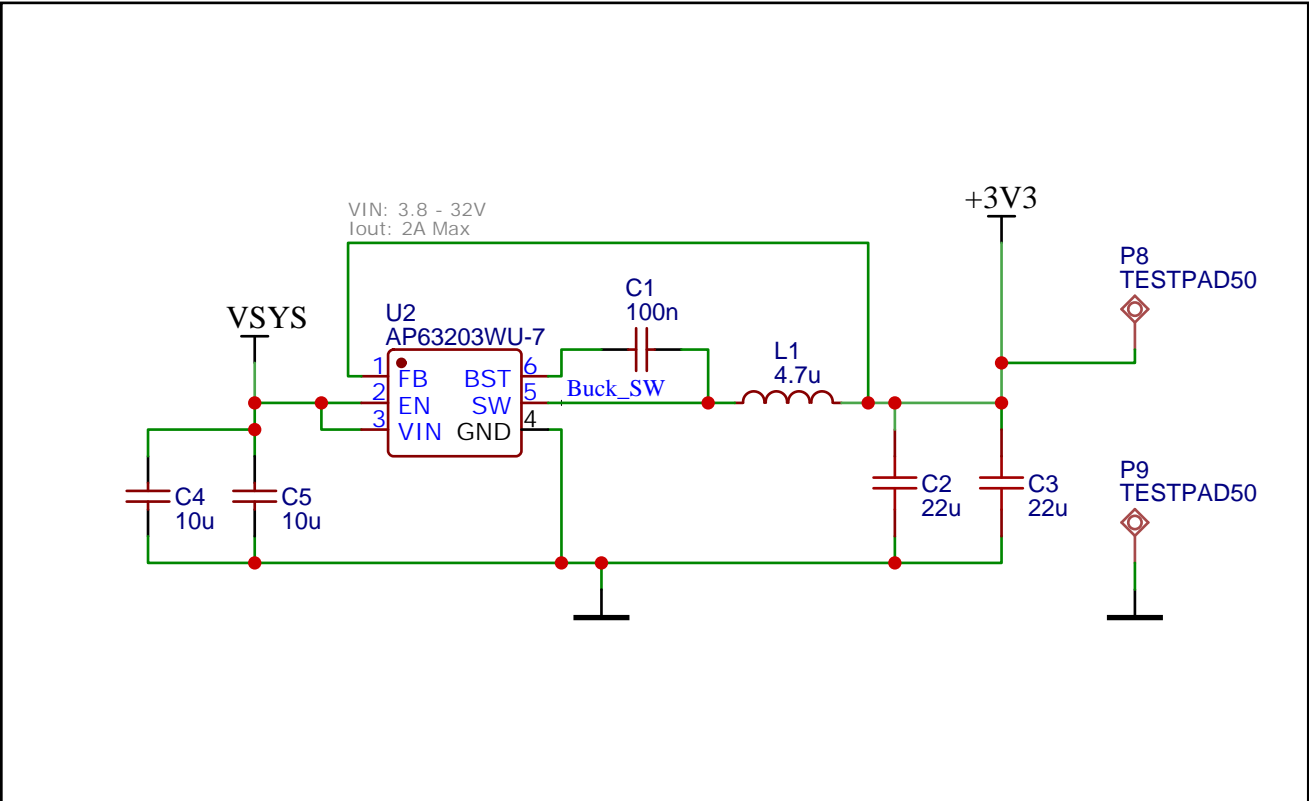 VIN: 3.8 - 32V
Iout: 2A Max
+3V3
P8
TESTPAD50
VSYS
U2
AP63203WU-7
C1
100n
L1
4.7u
1
FB
BST
6
2
EN
SW
5
Buck_SW
3
VIN
GND
4
C4
10u
C5
10u
C2
22u
C3
22u
P9
TESTPAD50